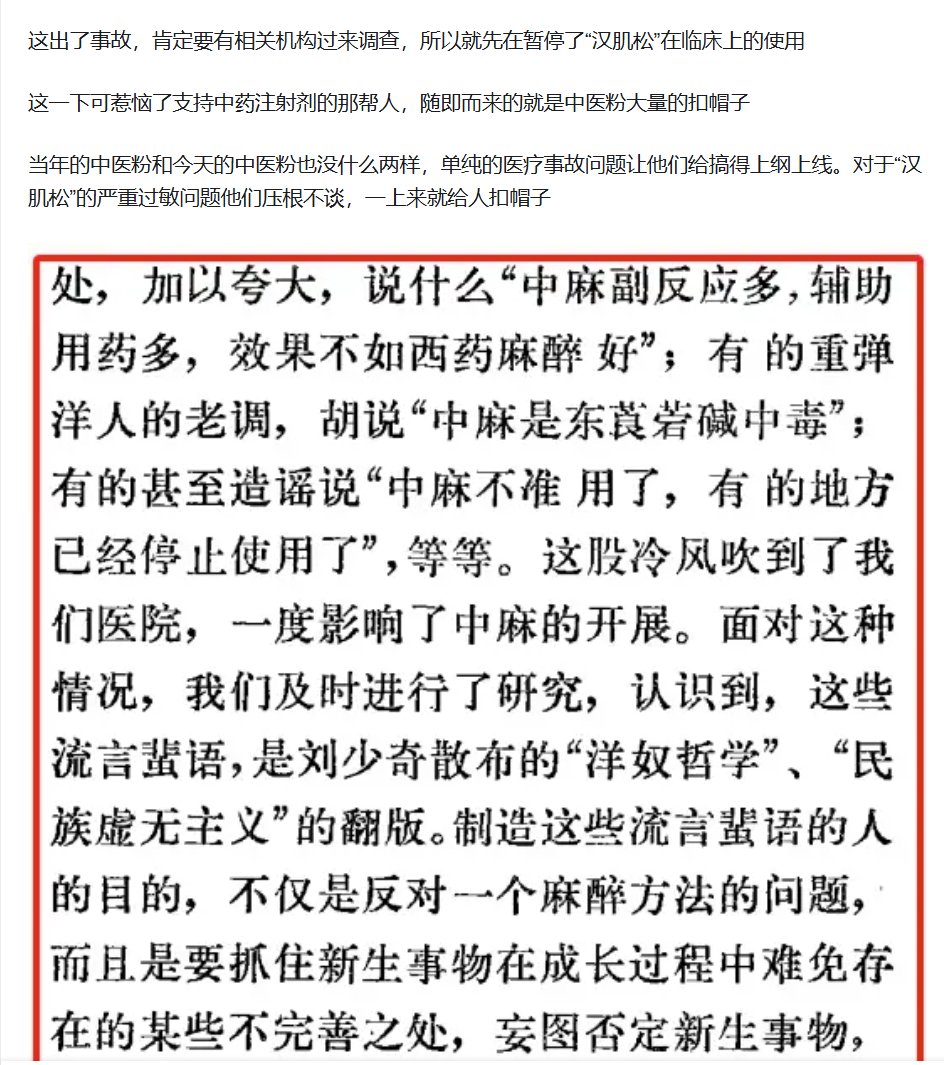 这出了事故，肯定要有相关机构过来调查，所以就先在暂停了“汉肌松”在临床上的使用
这一下可惹恼了支持中药注射剂的那帮人，随即而来的就是中医粉大量的扣帽子
当年的中医粉和今天的中医粉也没什么两样，单纯的医疗事故问题让他们给搞得上纲上线。对于“汉
肌松”的严重过敏问题他们压根不谈，一上来就给人扣帽子
处，加以夸大，说什么“中麻副反应多，辅助
用药多，效果不如西药麻醉好”；有的重弹
洋人的老调，胡说“中麻是东莨菪碱中毒”；
有的甚至造谣说“中麻不准用了，有的地方
已经停止使用了”，等等。这股冷风吹到了我
们医院，一度影响了中麻的开展。面对这种
情况，我们及时进行了研究，认识到，这些
流言蜚语，是刘少奇散布的“洋奴哲学”、“民
族虚无主义”的翻版。制造这些流言蜚语的人
的目的，不仅是反对一个麻醉方法的问题，
而且是要抓住新生事物在成长过程中难免存
在的某些不完善之处，妄图否定新生事物，